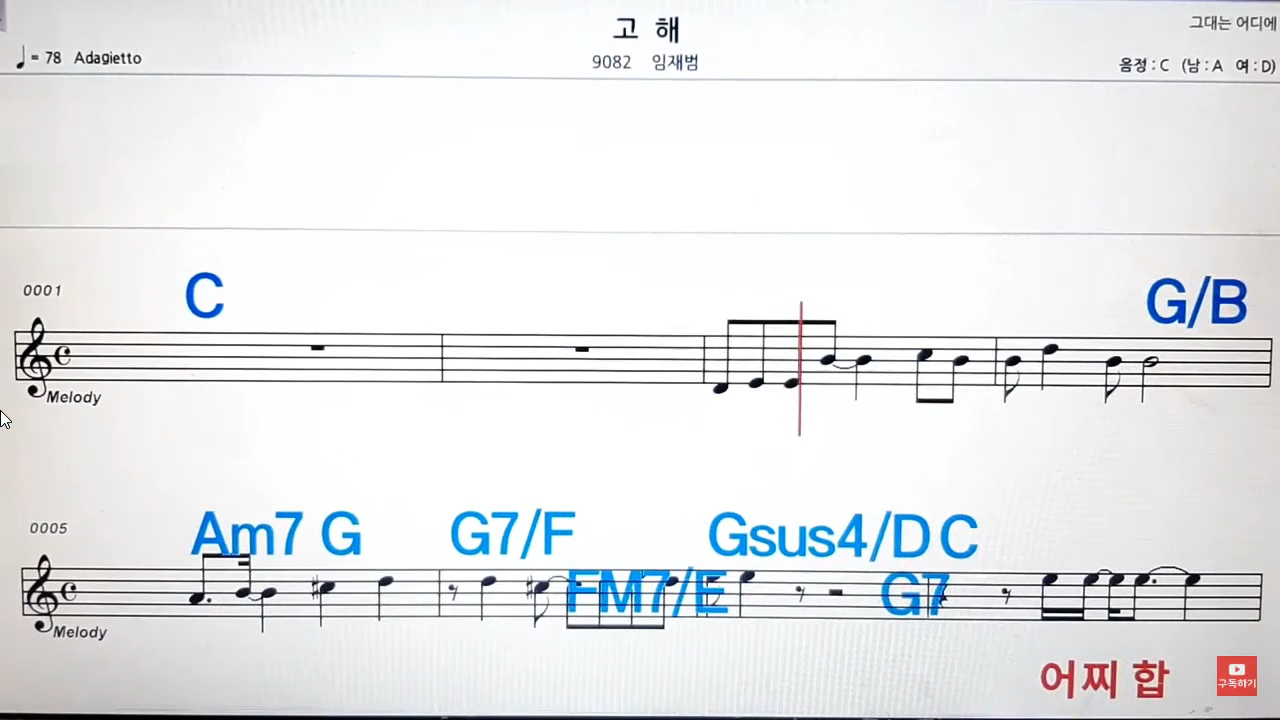 고 해
그대는 어디에
♩ = 78 Adagietto
9082 임재범
음정 : C (남 : A 여 : D)
0001
C
G/B
Melody
0005
Am7 G G7/F Gsus4/D C
FM7/E G7
Melody
어찌 합
구독하기